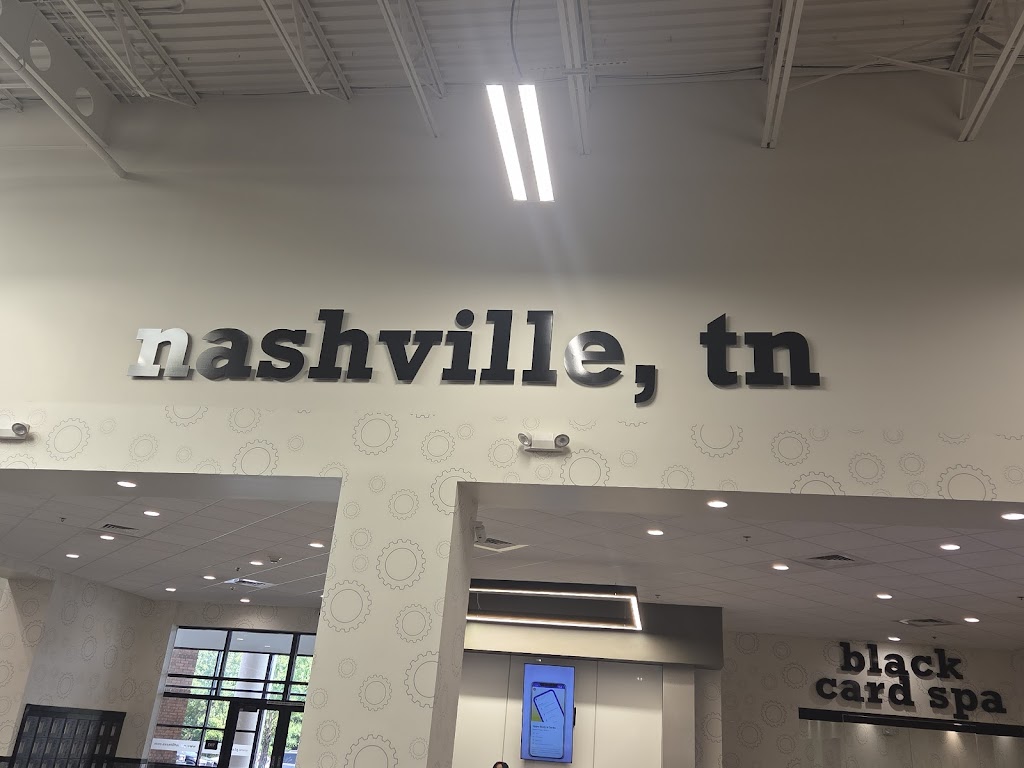 nashville, tn
black
card spa